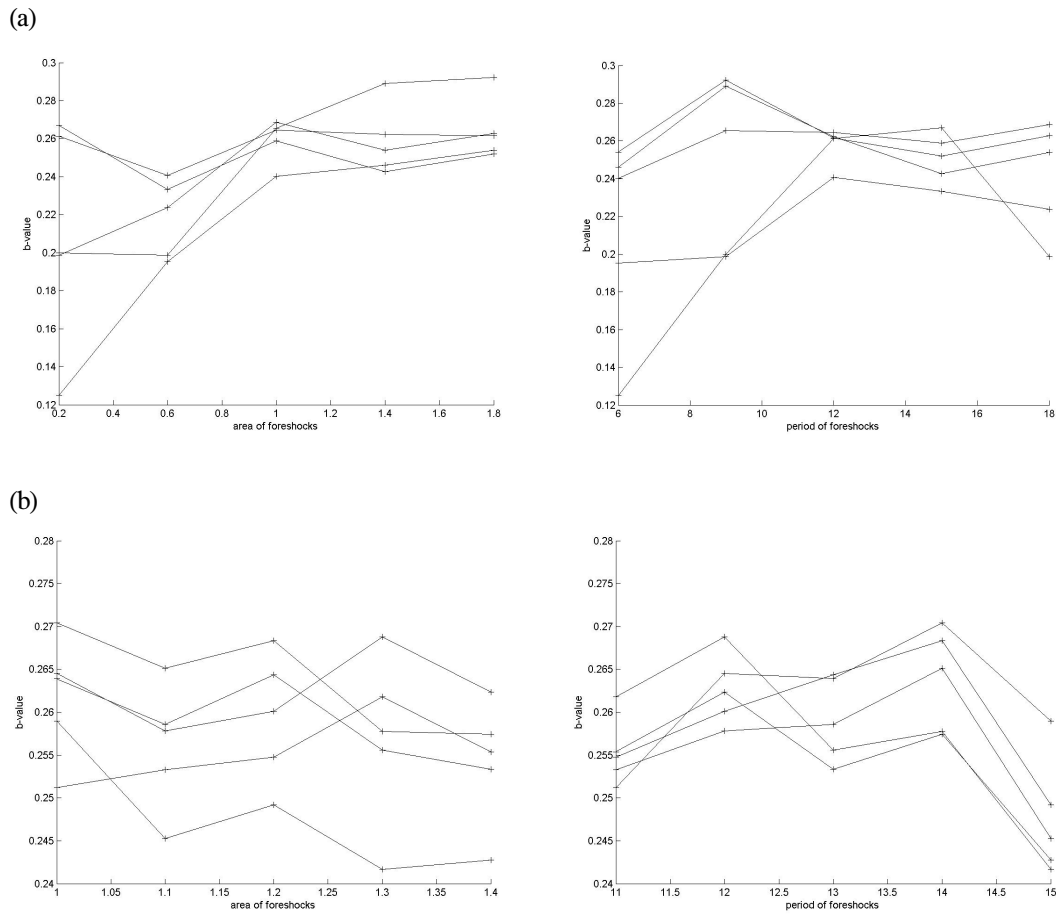 (a)
0.3
0.28
0.26
0.24
0.22
0.2
0.18
0.16
0.14
0.12
b-value
0.2 0.4 0.6 0.8 1 1.2 1.4 1.6 1.8
area of foreshocks
0.3
0.28
0.26
0.24
0.22
0.2
0.18
0.16
0.14
0.12
b-value
6 8 10 12 14 16 18
period of foreshocks
(b)
0.28
0.275
0.27
0.265
0.26
0.255
0.25
0.245
0.24
b-value
1 1.05 1.1 1.15 1.2 1.25 1.3 1.35 1.4
area of foreshocks
0.28
0.275
0.27
0.265
0.26
0.255
0.25
0.245
0.24
b-value
11 11.5 12 12.5 13 13.5 14 14.5 15
period of foreshocks